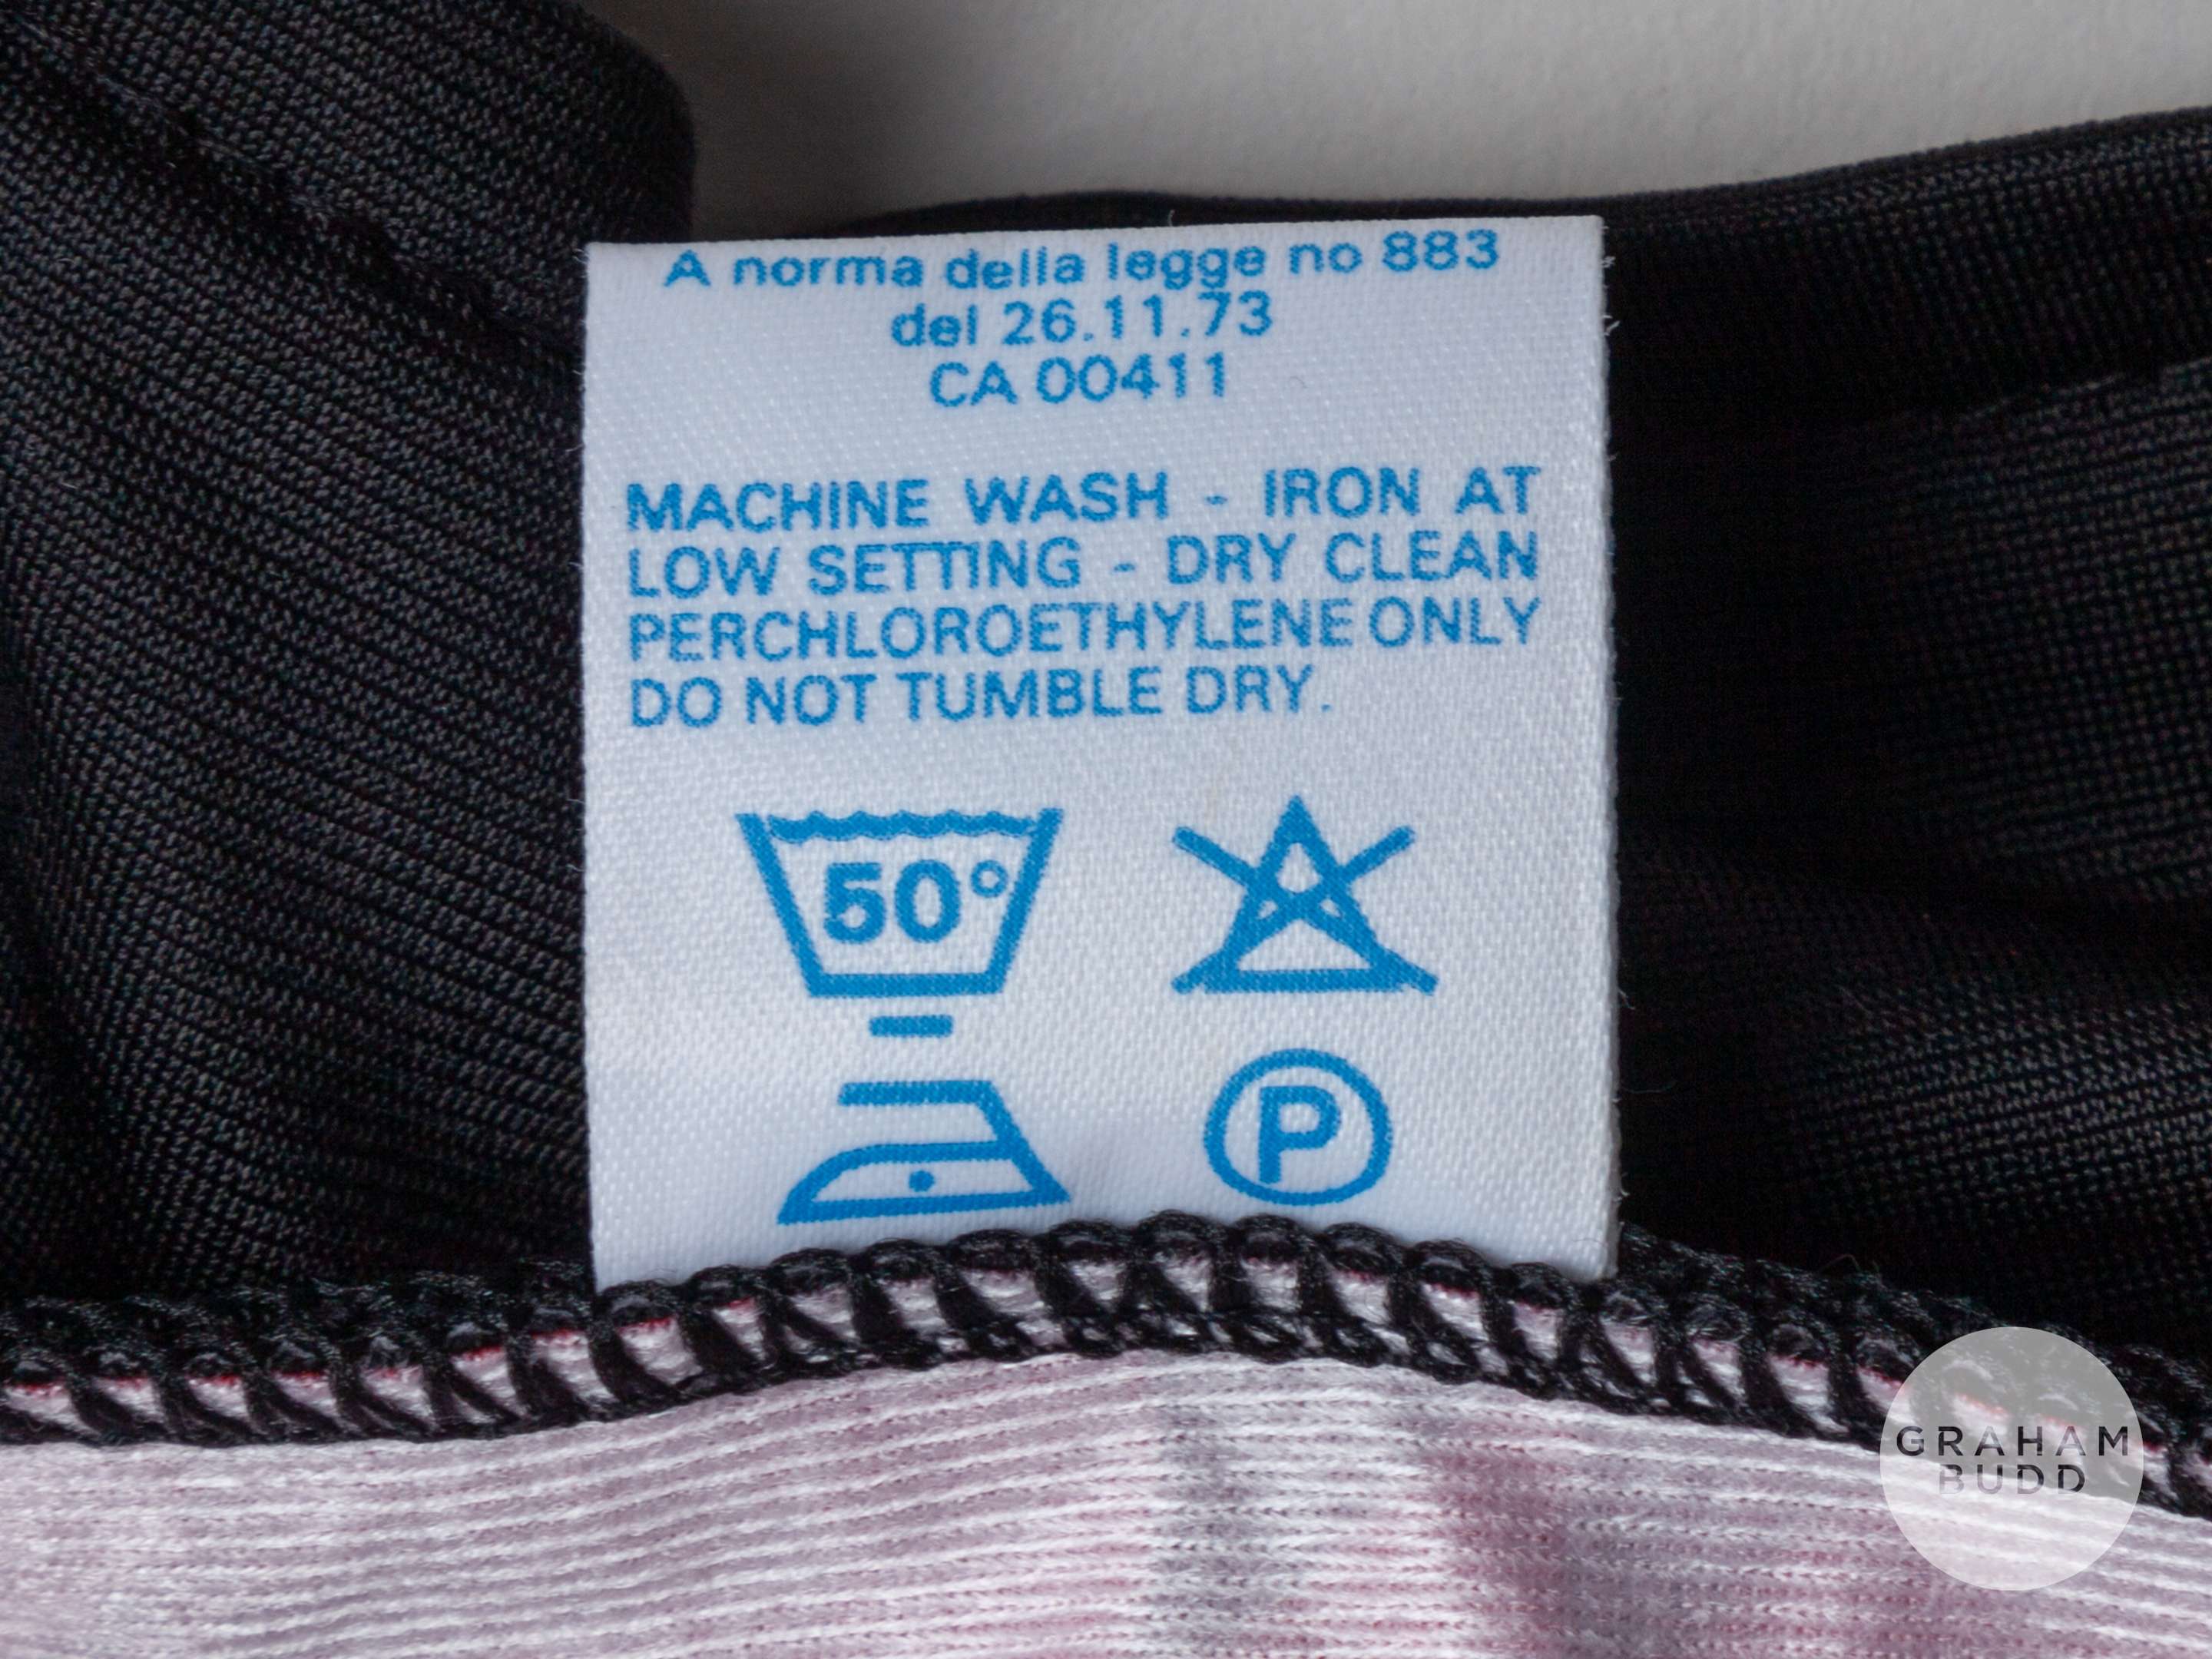 A norma della legge no 883
del 26.11.73
CA 00411
MACHINE WASH - IRON AT
LOW SETTING - DRY CLEAN
PERCHLOROETHYLENE ONLY
DO NOT TUMBLE DRY.
50°
P
GRAHAM
BUDD